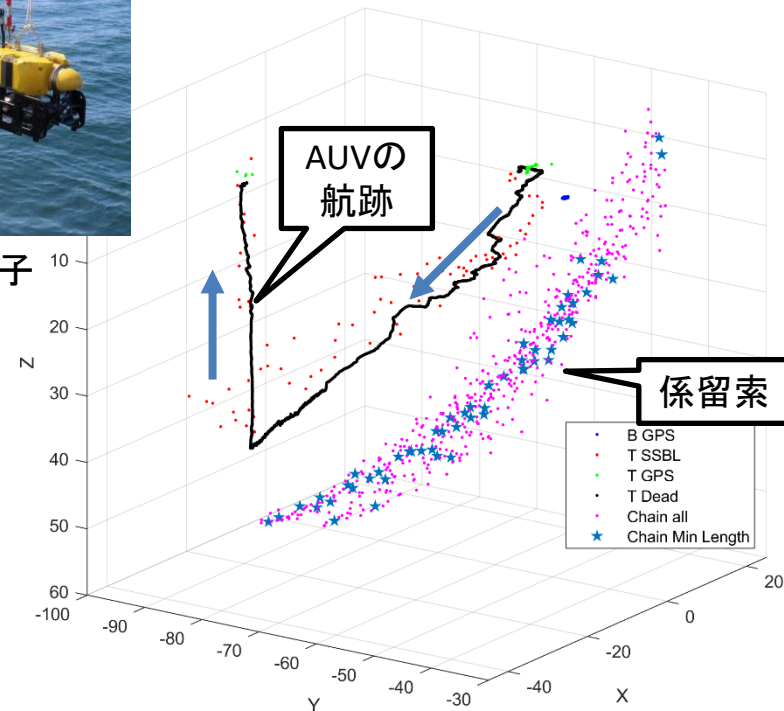 AUVの
航跡
子
10
20
30
40
50
60
Z
係留索
B GPS
T SSBL
T GPS
T Dead
Chain all
Chain Min Length
-100
-90
-80
-70
-60
-50
-40
-30
Y
-40
-20
0
20
X